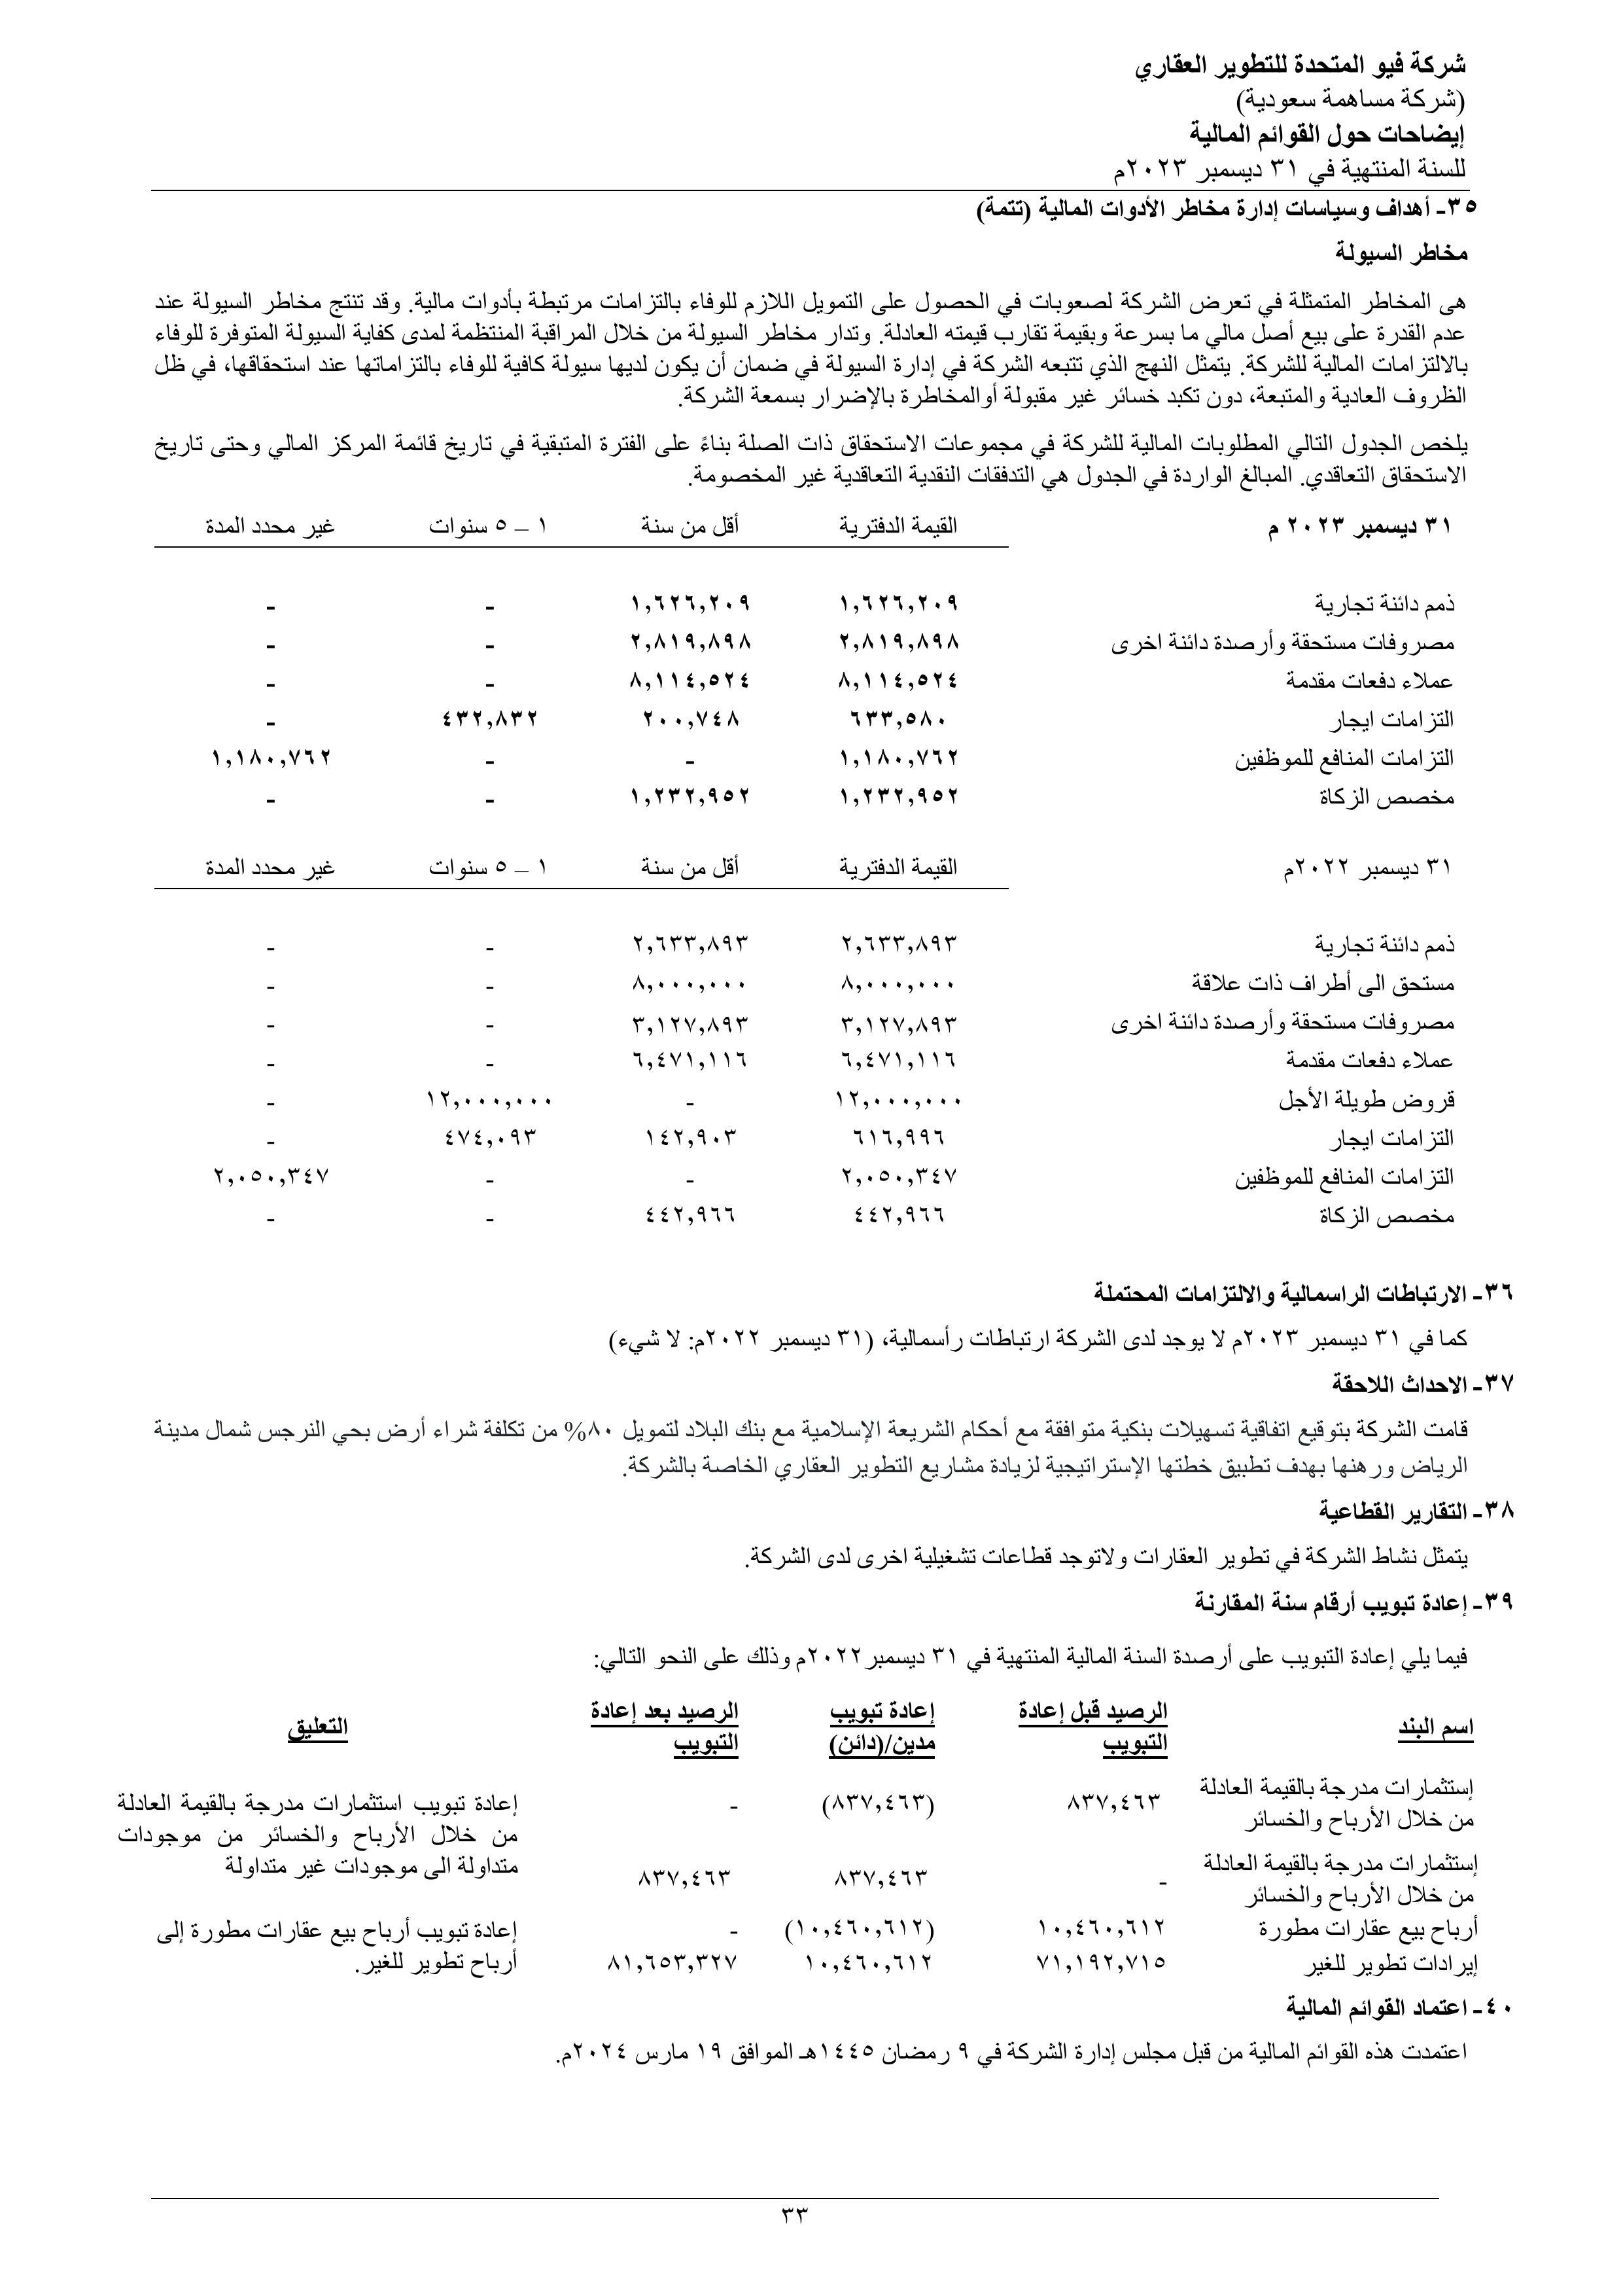 شركة فيو المتحدة للتطوير العقاري
(شركة مساهمة سعودية)
إيضاحات حول القوائم المالية
للسنة المنتهية في ٣١ ديسمبر ٢٠٢٣م
٣٥- أهداف وسياسات إدارة مخاطر الأدوات المالية (تتمة)
مخاطر السيولة
هى المخاطر المتمثلة في تعرض الشركة لصعوبات في الحصول على التمويل اللازم للوفاء بالتزامات مرتبطة بأدوات مالية. وقد تنتج مخاطر السيولة عند
عدم القدرة على بيع أصل مالي ما بسرعة وبقيمة تقارب قيمته العادلة. وتدار مخاطر السيولة من خلال المراقبة المنتظمة لمدى كفاية السيولة المتوفرة للوفاء
بالالتزامات المالية للشركة. يتمثل النهج الذي تتبعه الشركة في إدارة السيولة في ضمان أن يكون لديها سيولة كافية للوفاء بالتزاماتها عند استحقاقها، في ظل
الظروف العادية والمتبعة، دون تكبد خسائر غير مقبولة أوالمخاطرة بالإضرار بسمعة الشركة.
يلخص الجدول التالي المطلوبات المالية للشركة في مجموعات الاستحقاق ذات الصلة بناءً على الفترة المتبقية في تاريخ قائمة المركز المالي وحتى تاريخ
الاستحقاق التعاقدي. المبالغ الواردة في الجدول هي التدفقات النقدية التعاقدية غير المخصومة.
٣١ ديسمبر ٢٠٢٣ م القيمة الدفترية أقل من سنة ١ – ٥ سنوات غير محدد المدة
ذمم دائنة تجارية ١,٦٢٦,٢٠٩ ١,٦٢٦,٢٠٩ - -
مصروفات مستحقة وأرصدة دائنة اخرى ٢,٨١٩,٨٩٨ ٢,٨١٩,٨٩٨ - -
عملاء دفعات مقدمة ٨,١١٤,٥٢٤ ٨,١١٤,٥٢٤ - -
التزامات ايجار ٦٣٣,٥٨٠ ٢٠٠,٧٤٨ ٤٣٢,٨٣٢ -
التزامات المنافع للموظفين ١,١٨٠,٧٦٢ - - ١,١٨٠,٧٦٢
مخصص الزكاة ١,٢٣٢,٩٥٢ ١,٢٣٢,٩٥٢ - -
٣١ ديسمبر ٢٠٢٢م القيمة الدفترية أقل من سنة ١ – ٥ سنوات غير محدد المدة
ذمم دائنة تجارية ٢,٦٣٣,٨٩٣ ٢,٦٣٣,٨٩٣ - -
مستحق الى أطراف ذات علاقة ٨,٠٠٠,٠٠٠ ٨,٠٠٠,٠٠٠ - -
مصروفات مستحقة وأرصدة دائنة اخرى ٣,١٢٧,٨٩٣ ٣,١٢٧,٨٩٣ - -
عملاء دفعات مقدمة ٦,٤٧١,١١٦ ٦,٤٧١,١١٦ - -
قروض طويلة الأجل ١٢,٠٠٠,٠٠٠ - ١٢,٠٠٠,٠٠٠ -
التزامات ايجار ٦١٦,٩٩٦ ١٤٢,٩٠٣ ٤٧٤,٠٩٣ -
التزامات المنافع للموظفين ٢,٠٥٠,٣٤٧ - - ٢,٠٥٠,٣٤٧
مخصص الزكاة ٤٤٢,٩٦٦ ٤٤٢,٩٦٦ - -
٣٦- الارتباطات الراسمالية والالتزامات المحتملة
كما في ٣١ ديسمبر ٢٠٢٣م لا يوجد لدى الشركة ارتباطات رأسمالية، (٣١ ديسمبر ٢٠٢٢م: لا شيء)
٣٧- الاحداث اللاحقة
قامت الشركة بتوقيع اتفاقية تسهيلات بنكية متوافقة مع أحكام الشريعة الإسلامية مع بنك البلاد لتمويل ٨٠% من تكلفة شراء أرض بحي النرجس شمال مدينة
الرياض ورهنها بهدف تطبيق خطتها الإستراتيجية لزيادة مشاريع التطوير العقاري الخاصة بالشركة.
٣٨- التقارير القطاعية
يتمثل نشاط الشركة في تطوير العقارات ولاتوجد قطاعات تشغيلية اخرى لدى الشركة.
٣٩- إعادة تبويب أرقام سنة المقارنة
فيما يلي إعادة التبويب على أرصدة السنة المالية المنتهية في ٣١ ديسمبر٢٠٢٢م وذلك على النحو التالي:
اسم البند الرصيد قبل إعادة التبويب إعادة تبويب مدين/(دائن) الرصيد بعد إعادة التبويب التعليق
إستثمارات مدرجة بالقيمة العادلة
من خلال الأرباح والخسائر ٨٣٧,٤٦٣ (٨٣٧,٤٦٣) - إعادة تبويب استثمارات مدرجة بالقيمة العادلة
من خلال الأرباح والخسائر من موجودات
متداولة الى موجودات غير متداولة
إستثمارات مدرجة بالقيمة العادلة
من خلال الأرباح والخسائر - ٨٣٧,٤٦٣ ٨٣٧,٤٦٣
أرباح بيع عقارات مطورة ١٠,٤٦٠,٦١٢ (١٠,٤٦٠,٦١٢) - إعادة تبويب أرباح بيع عقارات مطورة إلى
إيرادات تطوير للغير ٧١,١٩٢,٧١٥ ١٠,٤٦٠,٦١٢ ٨١,٦٥٣,٣٢٧ أرباح تطوير للغير.
٤٠- اعتماد القوائم المالية
اعتمدت هذه القوائم المالية من قبل مجلس إدارة الشركة في ٩ رمضان ١٤٤٥هـ الموافق ١٩ مارس ٢٠٢٤م.
٣٣